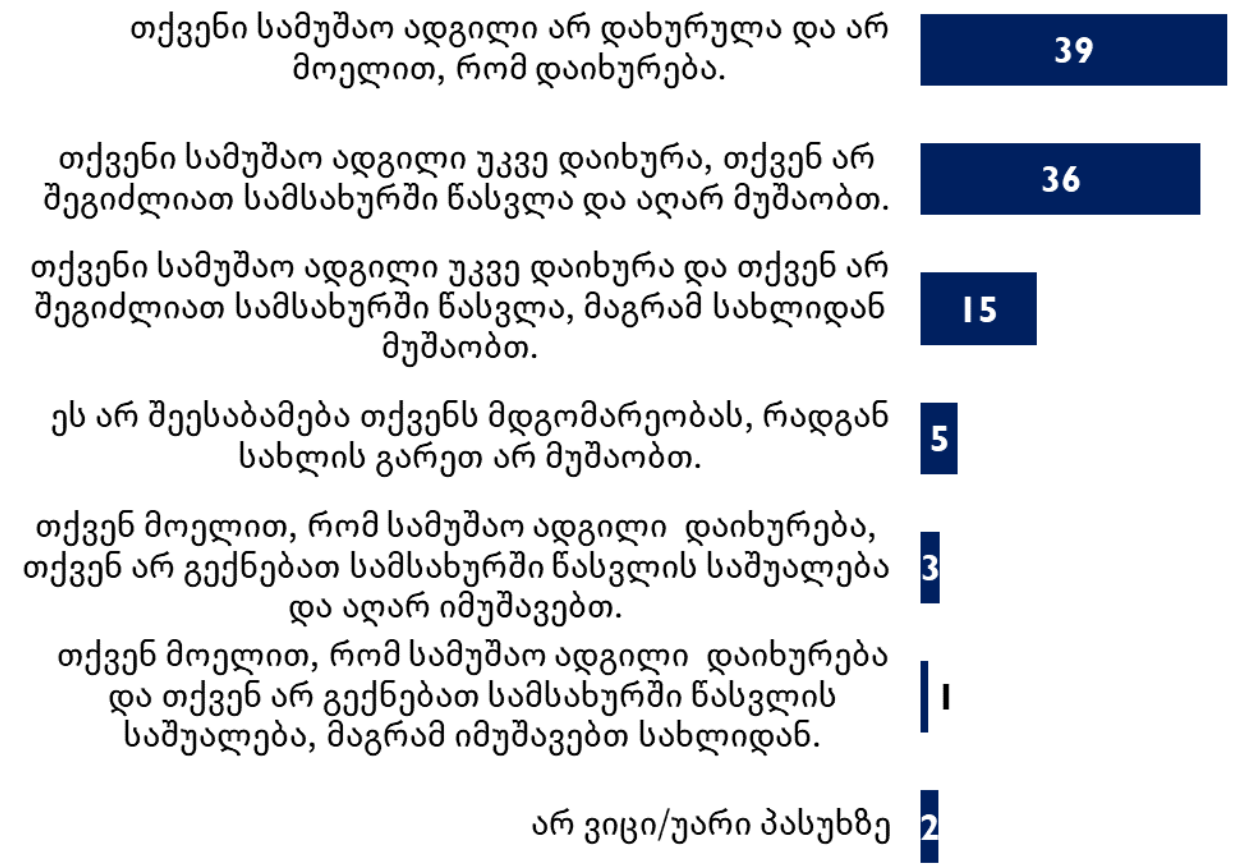 თქვენი სამუშაო ადგილი არ დახურულა და არ
მოელით, რომ დაიხურება.
39
თქვენი სამუშაო ადგილი უკვე დაიხურა, თქვენ არ
შეგიძლიათ სამსახურში წასვლა და აღარ მუშაობთ.
36
თქვენი სამუშაო ადგილი უკვე დაიხურა და თქვენ არ
შეგიძლიათ სამსახურში წასვლა, მაგრამ სახლიდან
მუშაობთ.
15
ეს არ შეესაბამება თქვენს მდგომარეობას, რადგან
სახლის გარეთ არ მუშაობთ.
5
თქვენ მოელით, რომ სამუშაო ადგილი დაიხურება,
თქვენ არ გექნებათ სამსახურში წასვლის საშუალება
და აღარ იმუშავებთ.
3
თქვენ მოელით, რომ სამუშაო ადგილი დაიხურება
და თქვენ არ გექნებათ სამსახურში წასვლის
საშუალება, მაგრამ იმუშავებთ სახლიდან.
1
არ ვიცი/უარი პასუხზე
2